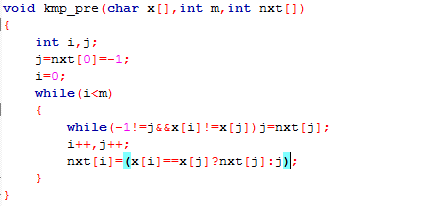 void kmp_pre(char x[],int m,int nxt[])
{
int i,j;
j=nxt[0]=-1;
i=0;
while(i<m)
{
while(-1!=j&&x[i]!=x[j])j=nxt[j];
i++,j++;
nxt[i]=(x[i]==x[j]?nxt[j]:j);
}
}